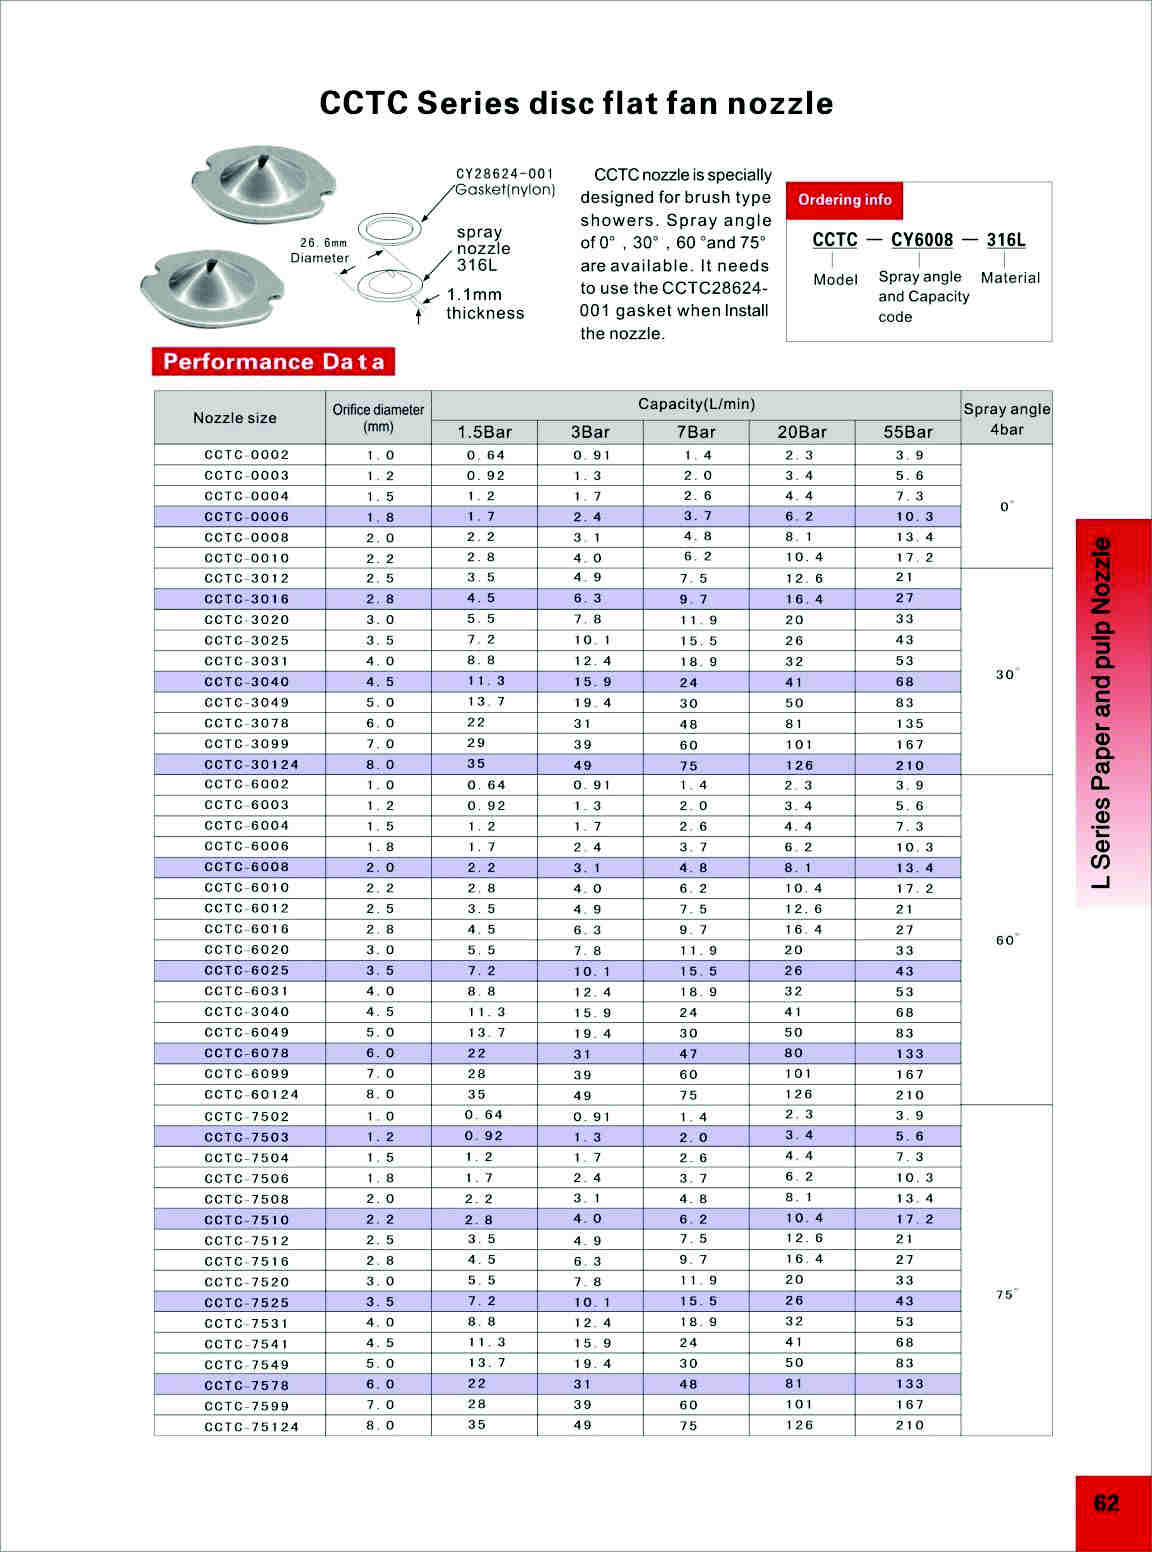 CCTC Series disc flat fan nozzle
CY28624-001
Gasket(nylon)
26.6mm
Diameter
spray
nozzle
316L
1.1mm
thickness
CCTC nozzle is specially
designed for brush type
showers. Spray angle
of 0°, 30°, 60°and 75°
are available. It needs
to use the CCTC28624-
001 gasket when Install
the nozzle.
Ordering info
CCTC — CY6008 — 316L
Model Spray angle and Capacity code Material
Performance Data
Nozzle size Orifice diameter (mm) Capacity(L/min) Spray angle 4bar
1.5Bar 3Bar 7Bar 20Bar 55Bar
CCTC-0002 1.0 0.64 0.91 1.4 2.3 3.9
CCTC-0003 1.2 0.92 1.3 2.0 3.4 5.6
CCTC-0004 1.5 1.2 1.7 2.6 4.4 7.3
CCTC-0006 1.8 1.7 2.4 3.7 6.2 10.3
0°
CCTC-0008 2.0 2.2 3.1 4.8 8.1 13.4
CCTC-0010 2.2 2.8 4.0 6.2 10.4 17.2
CCTC-3012 2.5 3.5 4.9 7.5 12.6 21
CCTC-3016 2.8 4.5 6.3 9.7 16.4 27
CCTC-3020 3.0 5.5 7.8 11.9 20 33
CCTC-3025 3.5 7.2 10.1 15.5 26 43
CCTC-3031 4.0 8.8 12.4 18.9 32 53
30°
CCTC-3040 4.5 11.3 15.9 24 41 68
CCTC-3049 5.0 13.7 19.4 30 50 83
CCTC-3078 6.0 22 31 48 81 135
CCTC-3099 7.0 29 39 60 101 167
CCTC-30124 8.0 35 49 75 126 210
CCTC-6002 1.0 0.64 0.91 1.4 2.3 3.9
CCTC-6003 1.2 0.92 1.3 2.0 3.4 5.6
CCTC-6004 1.5 1.2 1.7 2.6 4.4 7.3
CCTC-6006 1.8 1.7 2.4 3.7 6.2 10.3
CCTC-6008 2.0 2.2 3.1 4.8 8.1 13.4
CCTC-6010 2.2 2.8 4.0 6.2 10.4 17.2
CCTC-6012 2.5 3.5 4.9 7.5 12.6 21
CCTC-6016 2.8 4.5 6.3 9.7 16.4 27
60°
CCTC-6020 3.0 5.5 7.8 11.9 20 33
CCTC-6025 3.5 7.2 10.1 15.5 26 43
CCTC-6031 4.0 8.8 12.4 18.9 32 53
CCTC-3040 4.5 11.3 15.9 24 41 68
CCTC-6049 5.0 13.7 19.4 30 50 83
CCTC-6078 6.0 22 31 47 80 133
CCTC-6099 7.0 28 39 60 101 167
CCTC-60124 8.0 35 49 75 126 210
CCTC-7502 1.0 0.64 0.91 1.4 2.3 3.9
CCTC-7503 1.2 0.92 1.3 2.0 3.4 5.6
CCTC-7504 1.5 1.2 1.7 2.6 4.4 7.3
CCTC-7506 1.8 1.7 2.4 3.7 6.2 10.3
CCTC-7508 2.0 2.2 3.1 4.8 8.1 13.4
CCTC-7510 2.2 2.8 4.0 6.2 10.4 17.2
CCTC-7512 2.5 3.5 4.9 7.5 12.6 21
CCTC-7516 2.8 4.5 6.3 9.7 16.4 27
CCTC-7520 3.0 5.5 7.8 11.9 20 33
75°
CCTC-7525 3.5 7.2 10.1 15.5 26 43
CCTC-7531 4.0 8.8 12.4 18.9 32 53
CCTC-7541 4.5 11.3 15.9 24 41 68
CCTC-7549 5.0 13.7 19.4 30 50 83
CCTC-7578 6.0 22 31 48 81 133
CCTC-7599 7.0 28 39 60 101 167
CCTC-75124 8.0 35 49 75 126 210
L Series Paper and pulp Nozzle
62